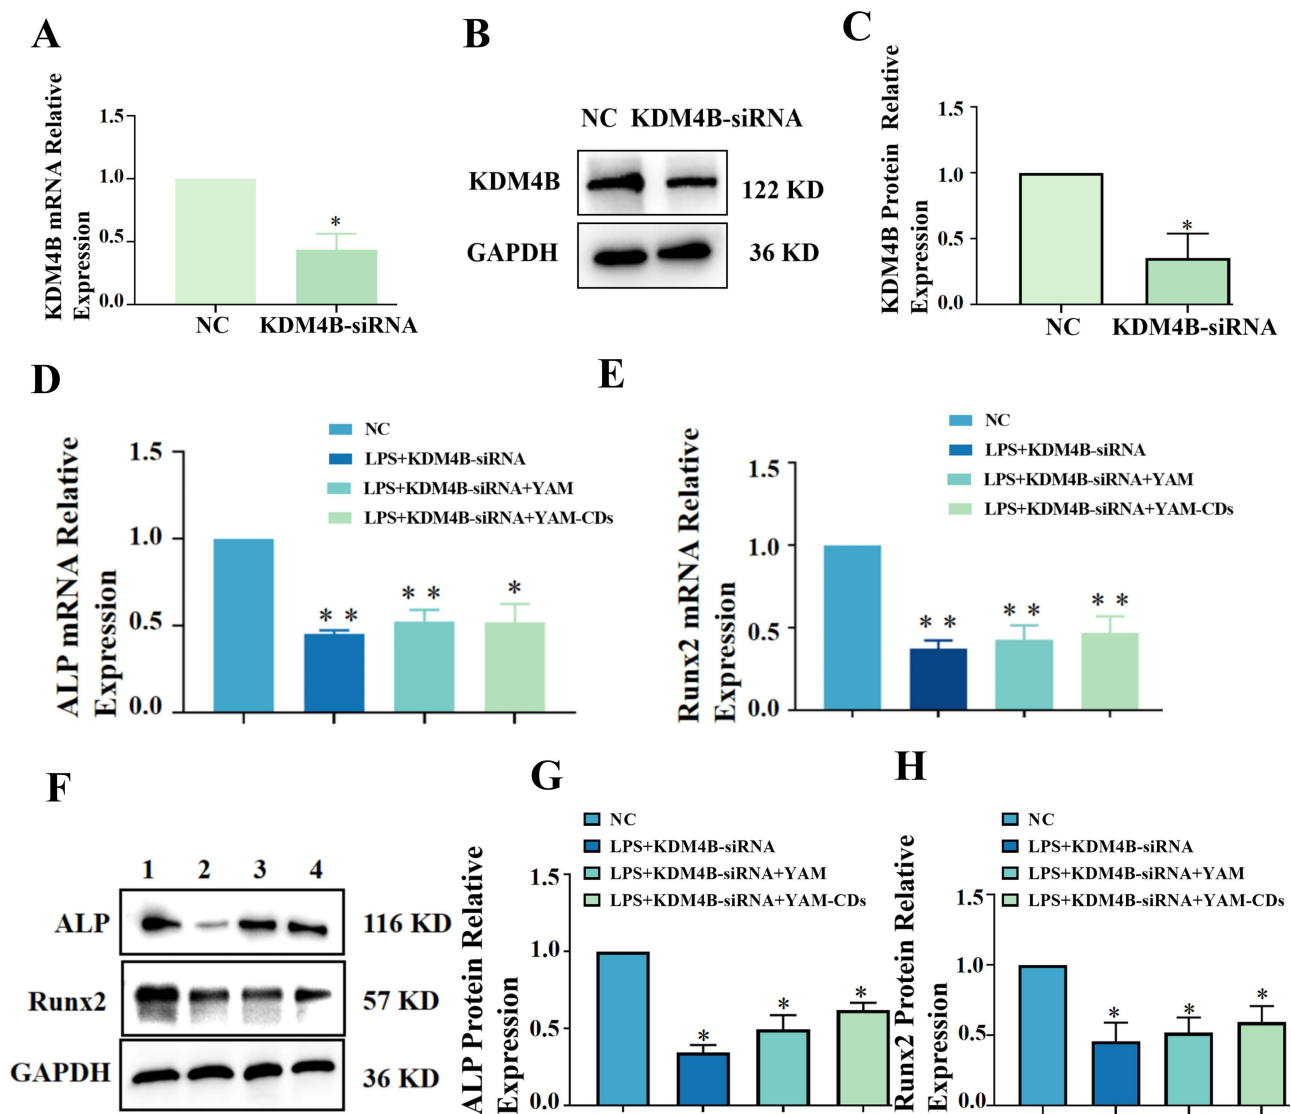 A
KDM4B mRNA Relative
Expression
1.5
1.0
0.5
0.0
*
NC
KDM4B-siRNA
B
NC KDM4B-siRNA
KDM4B
122 KD
GAPDH
36 KD
C
KDM4B Protein Relative
Expression
1.5
1.0
0.5
0.0
*
NC
KDM4B-siRNA
D
ALP mRNA Relative
Expression
1.5
1.0
0.5
0.0
NC
LPS+KDM4B-siRNA
LPS+KDM4B-siRNA+YAM
LPS+KDM4B-siRNA+YAM-CDs
* *
* *
*
E
Runx2 mRNA Relative
Expression
1.5
1.0
0.5
0.0
NC
LPS+KDM4B-siRNA
LPS+KDM4B-siRNA+YAM
LPS+KDM4B-siRNA+YAM-CDs
* *
* *
* *
F
1 2 3 4
ALP
116 KD
Runx2
57 KD
GAPDH
36 KD
G
ALP Protein Relative
Expression
1.5
1.0
0.5
0.0
NC
LPS+KDM4B-siRNA
LPS+KDM4B-siRNA+YAM
LPS+KDM4B-siRNA+YAM-CDs
*
*
*
H
Runx2 Protein Relative
Expression
1.5
1.0
0.5
0.0
NC
LPS+KDM4B-siRNA
LPS+KDM4B-siRNA+YAM
LPS+KDM4B-siRNA+YAM-CDs
*
*
*